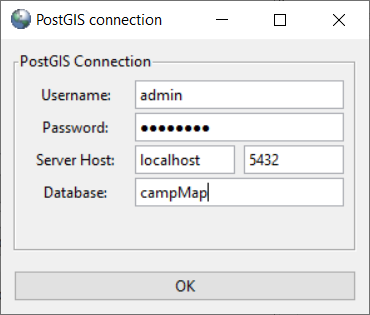 PostGIS connection
PostGIS Connection
Username: admin
Password: ●●●●●●●●
Server Host: localhost 5432
Database: campMap
OK